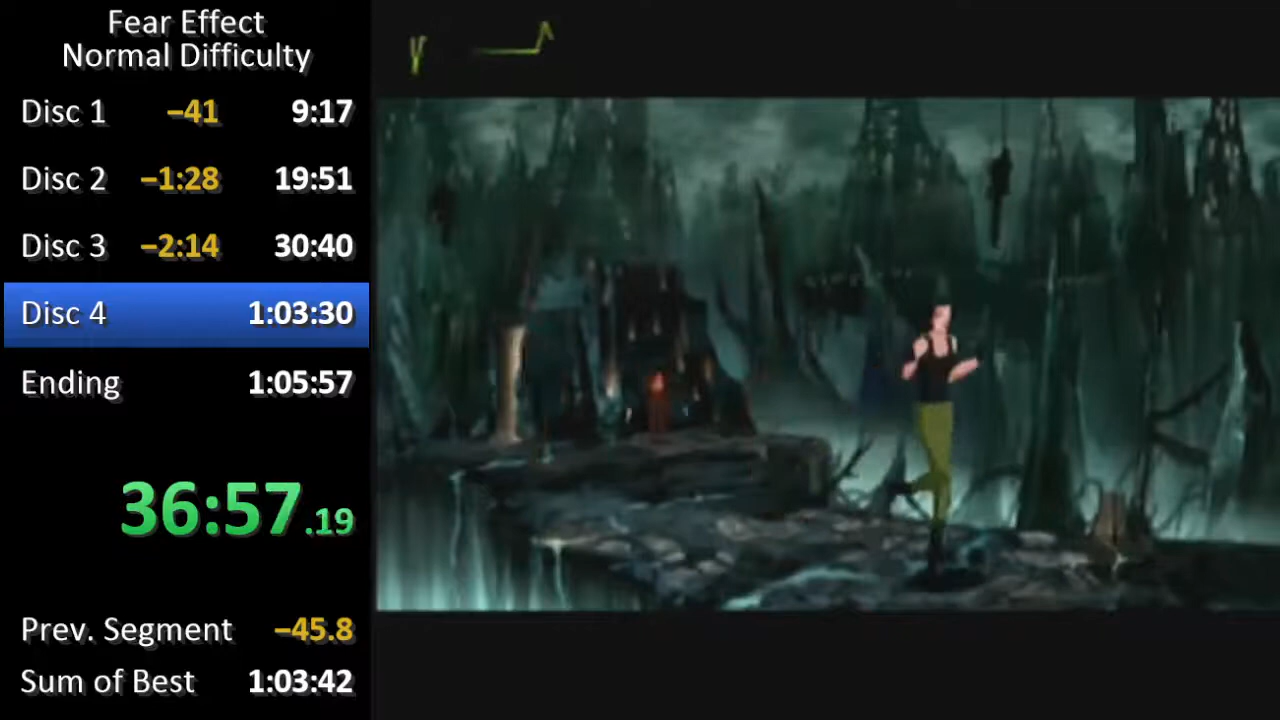 Fear Effect
Normal Difficulty
Disc 1 −41 9:17
Disc 2 −1:28 19:51
Disc 3 −2:14 30:40
Disc 4 1:03:30
Ending 1:05:57
36:57.19
Prev. Segment −45.8
Sum of Best 1:03:42